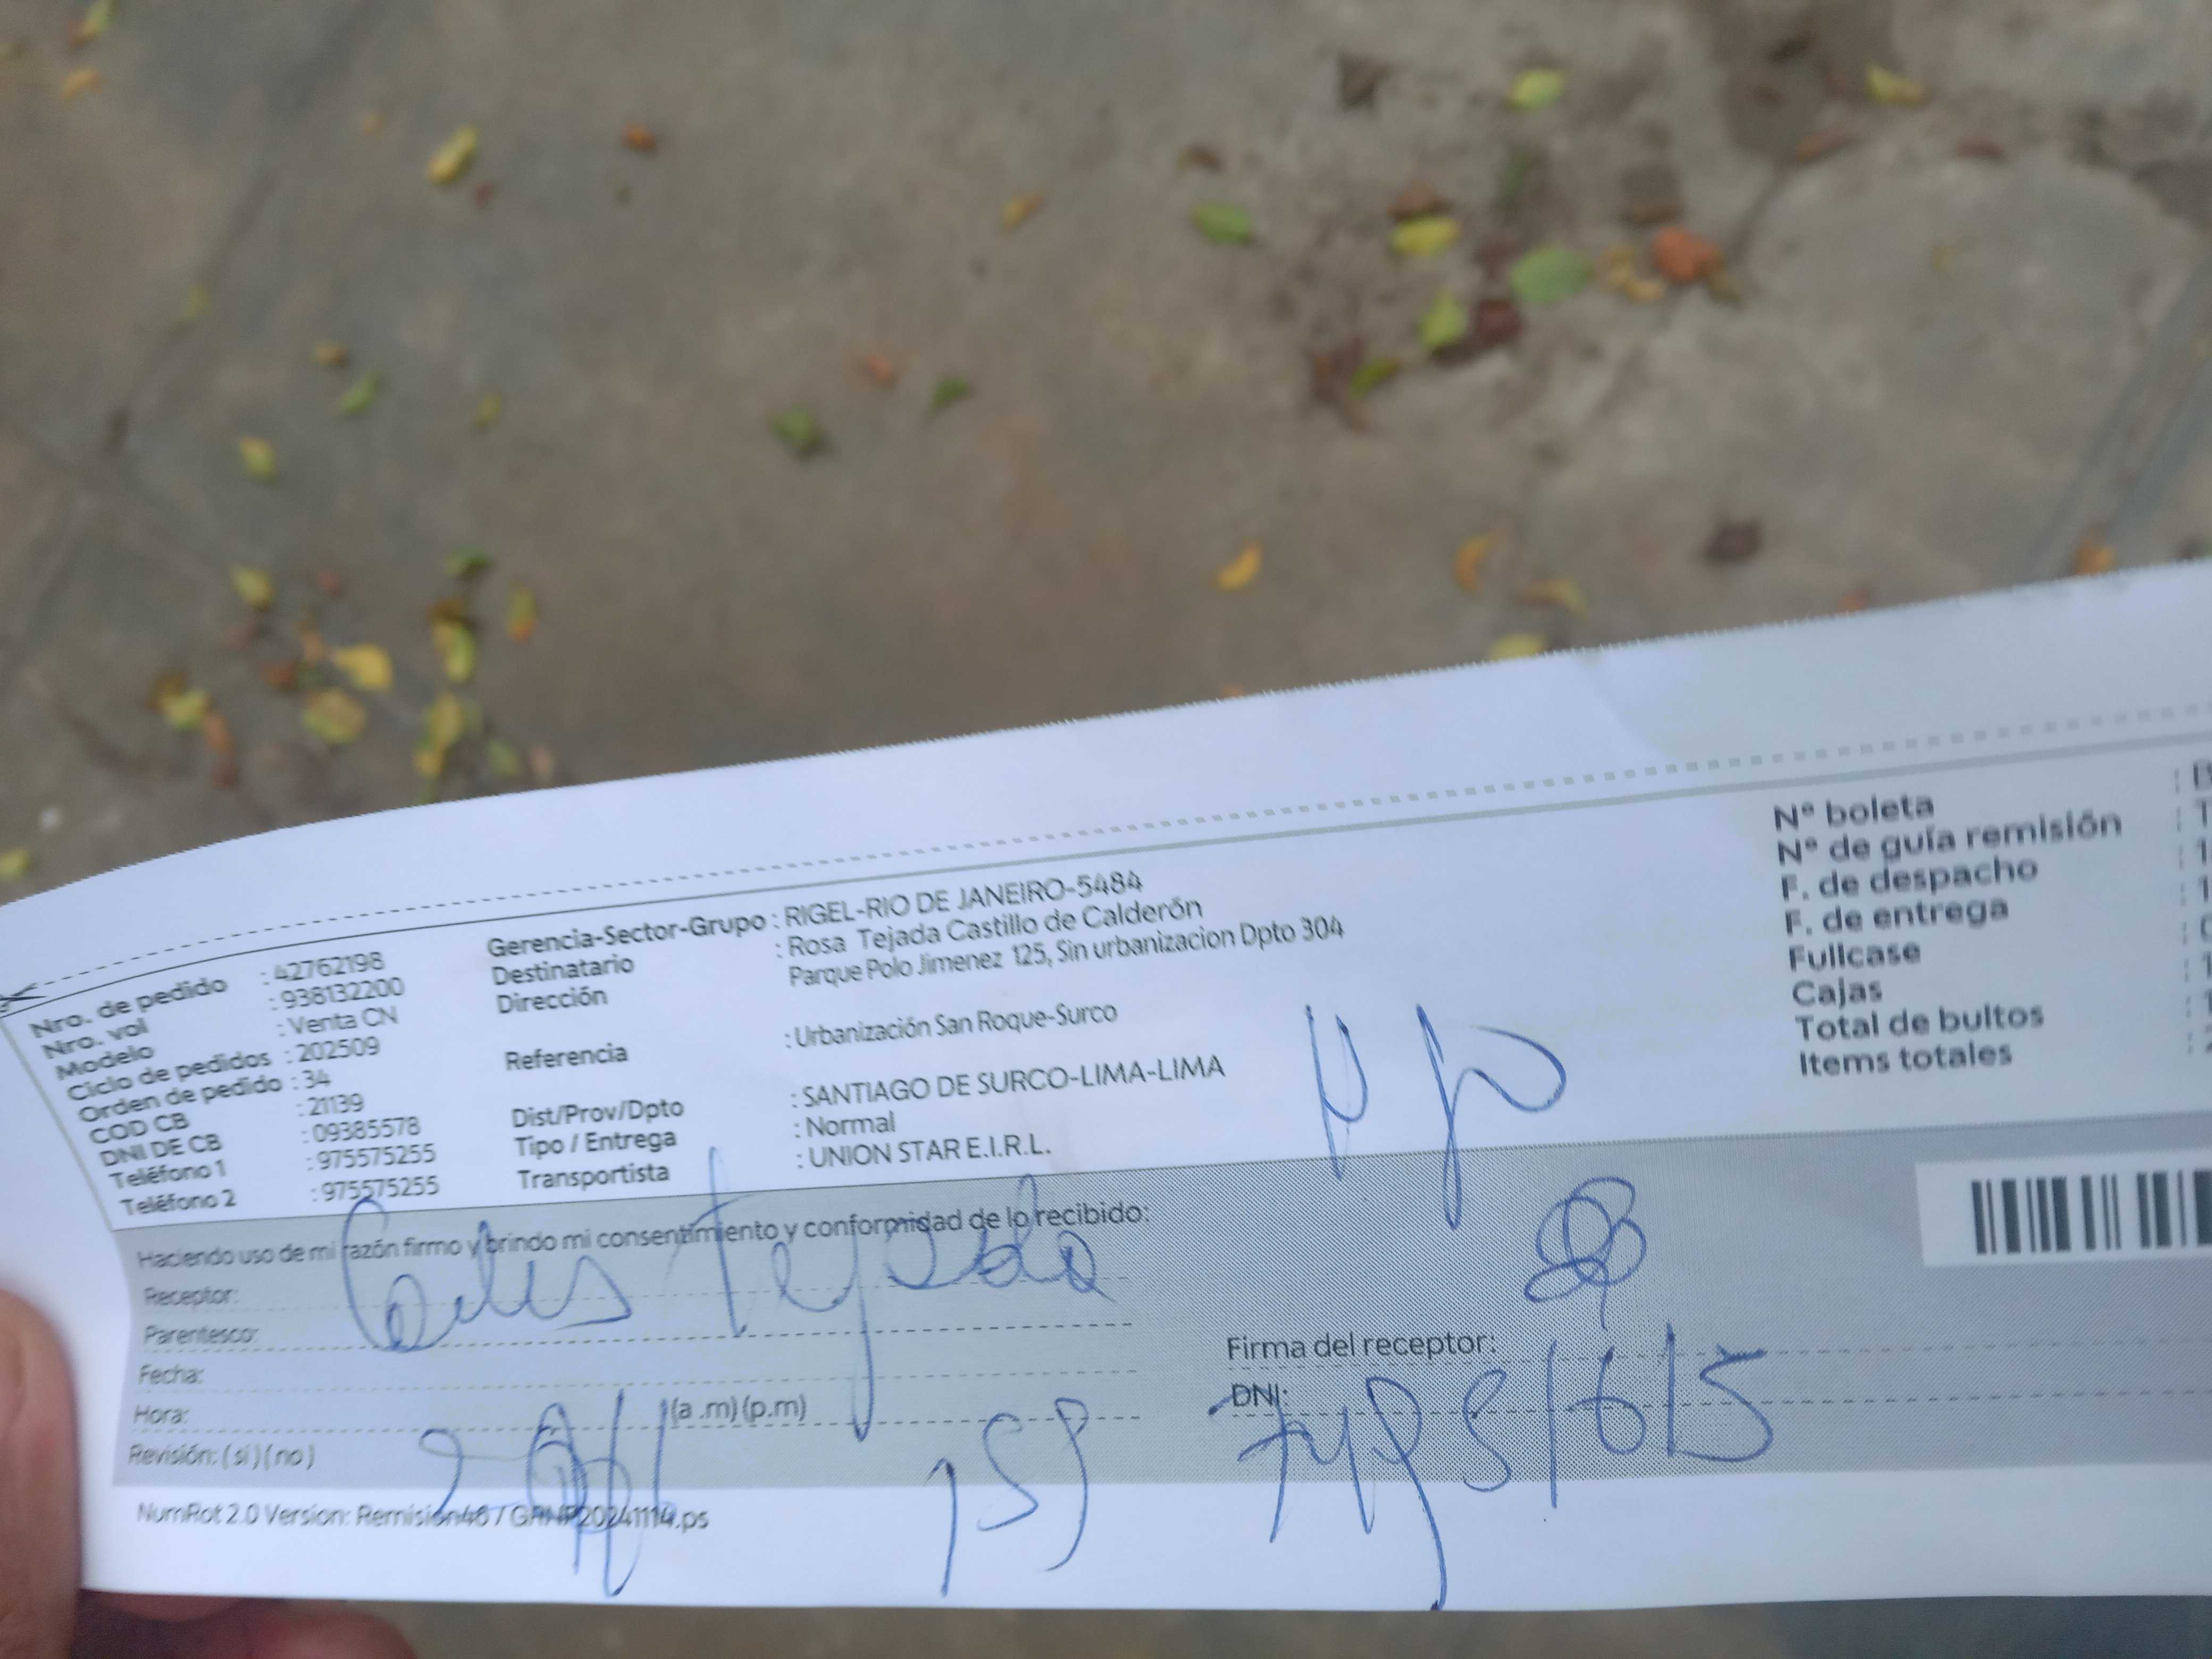 Nro. de pedido : 42762198
Nro. vol : 938132200
Modelo : Venta CN
Ciclo de pedidos : 202509
Orden de pedido : 34
COD CB : 21139
DNI DE CB : 09385578
Teléfono 1 : 975575255
Teléfono 2 : 975575255
Gerencia-Sector-Grupo : RIGEL-RIO DE JANEIRO-5484
Destinatario : Rosa Tejada Castillo de Calderón
Dirección Parque Polo Jimenez 125, Sin urbanizacion Dpto 304
Referencia : Urbanización San Roque-Surco
Dist/Prov/Dpto : SANTIAGO DE SURCO-LIMA-LIMA
Tipo / Entrega : Normal
Transportista : UNION STAR E.I.R.L.
N° boleta :
N° de guía remisión :
F. de despacho :
F. de entrega :
Fullcase :
Cajas :
Total de bultos :
Items totales :
Haciendo uso de mi razón firmo y brindo mi consentimiento y conformidad de lo recibido:
Receptor: Tejada
Parentesco:
Fecha:
Hora: (a .m) (p.m)
Revisión: ( si ) ( no )
Firma del receptor:
DNI:
NumRot 2.0 Version: Remisión46 / GRNP20241114.ps